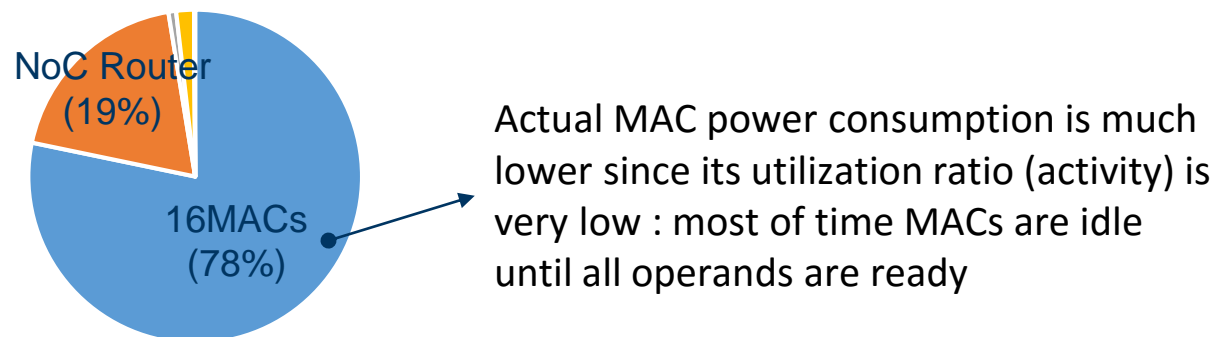 NoC Router
(19%)
16MACs
(78%)
Actual MAC power consumption is much
lower since its utilization ratio (activity) is
very low : most of time MACs are idle
until all operands are ready